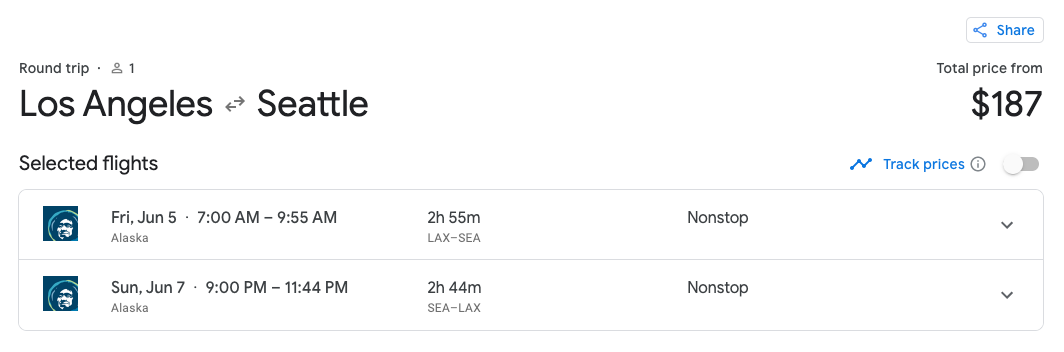 Share
Round trip · 1
Total price from
Los Angeles Seattle
$187
Selected flights
Track prices
Fri, Jun 5 · 7:00 AM – 9:55 AM
2h 55m
Nonstop
Alaska
LAX–SEA
Sun, Jun 7 · 9:00 PM – 11:44 PM
2h 44m
Nonstop
Alaska
SEA–LAX